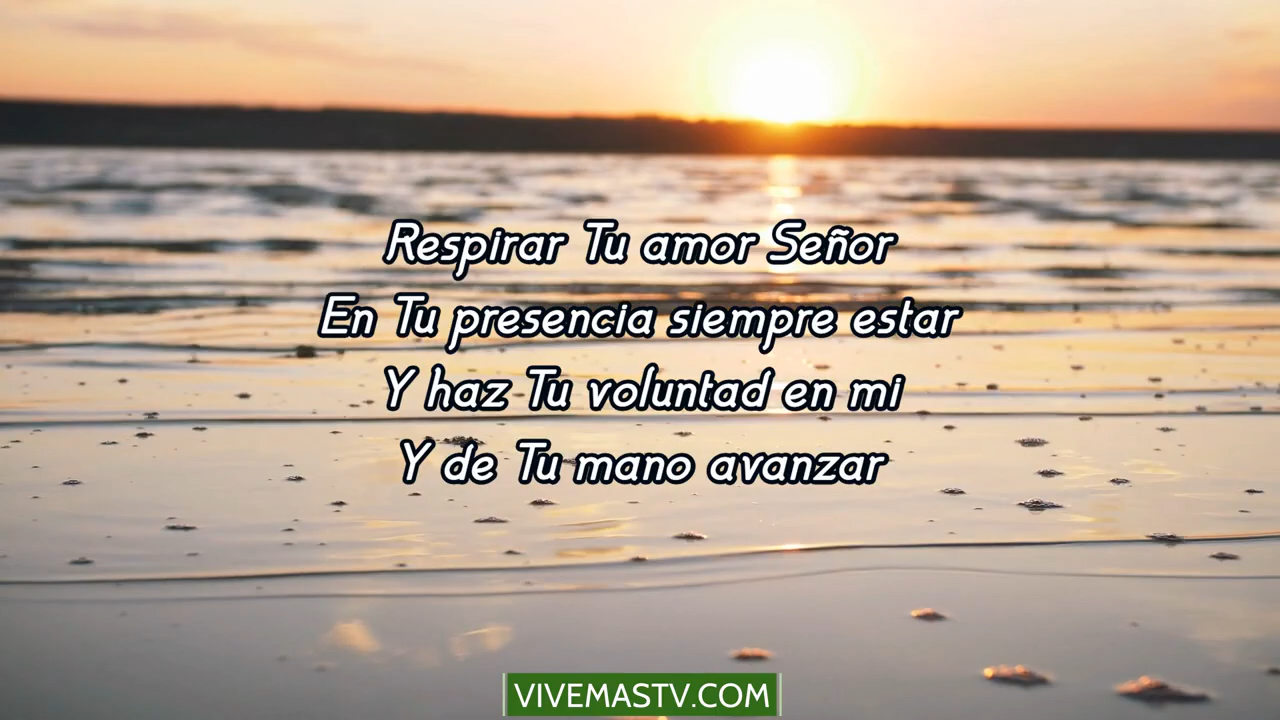 Respirar Tu amor Señor
En Tu presencia siempre estar
Y haz Tu voluntad en mi
Y de Tu mano avanzar
VIVEMASTV.COM